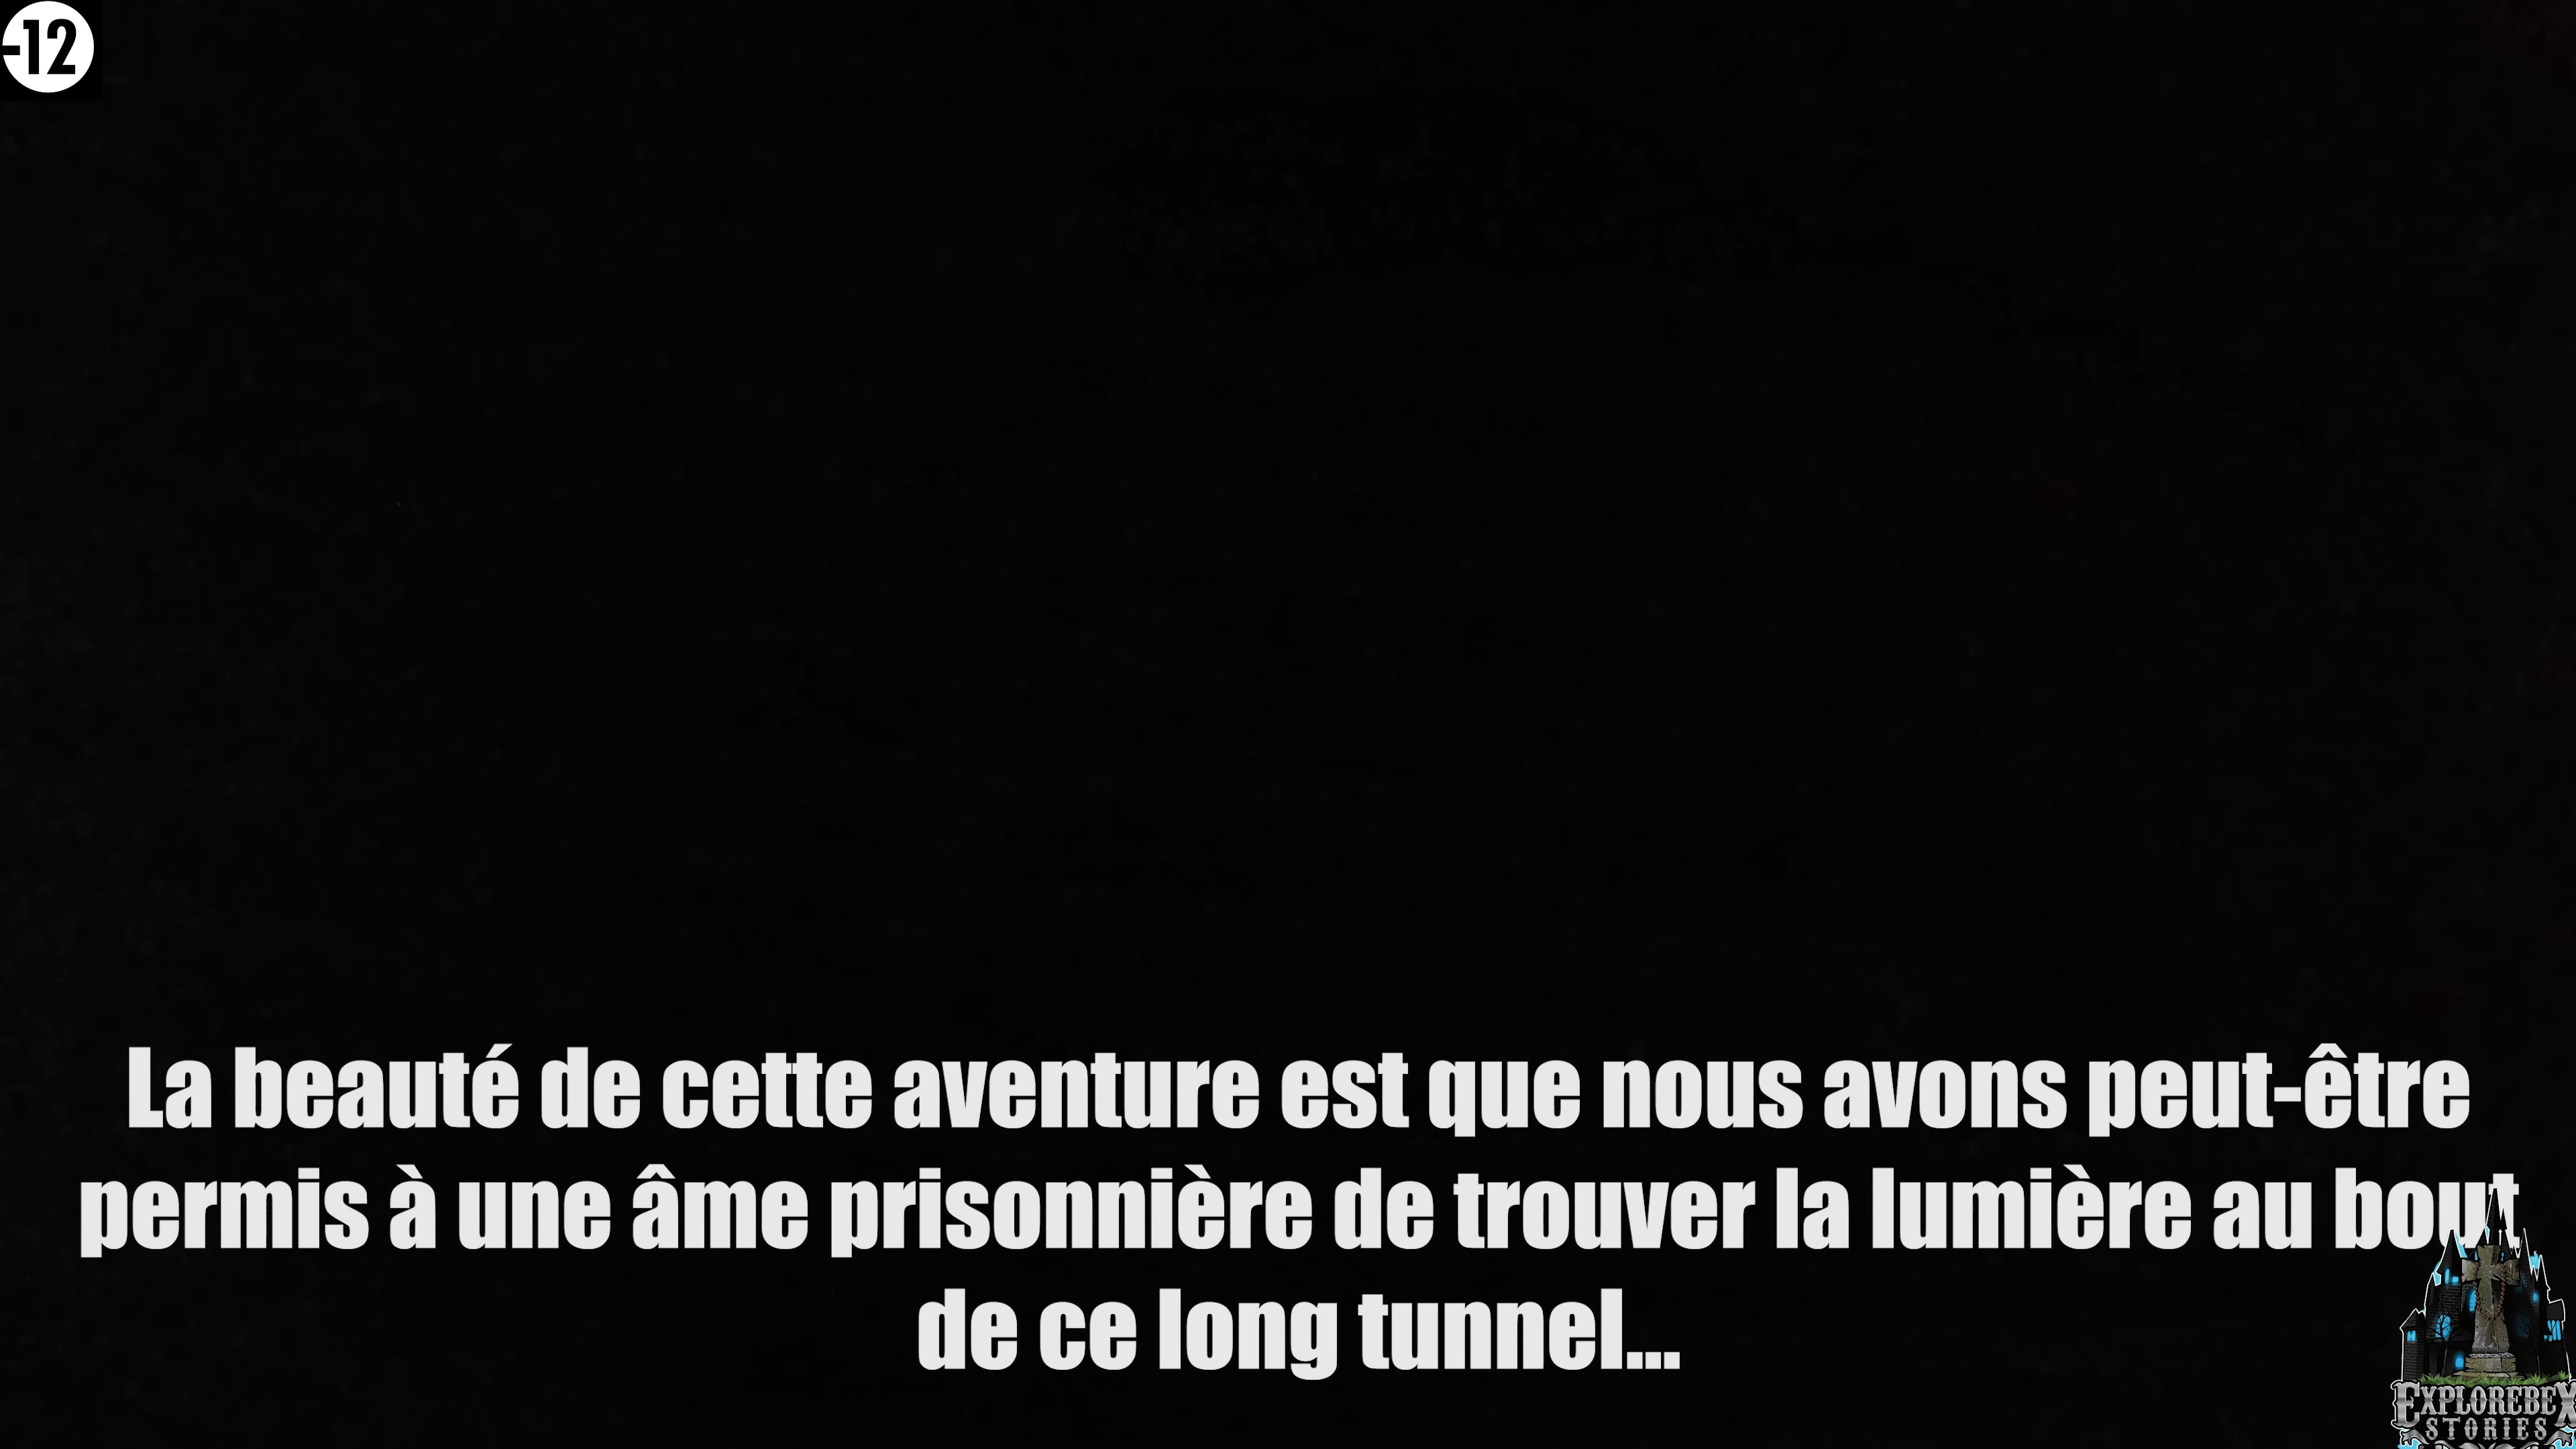 -12
La beauté de cette aventure est que nous avons peut-être
permis à une âme prisonnière de trouver la lumière au bout
de ce long tunnel...
EXPLOREBEX
STORIES